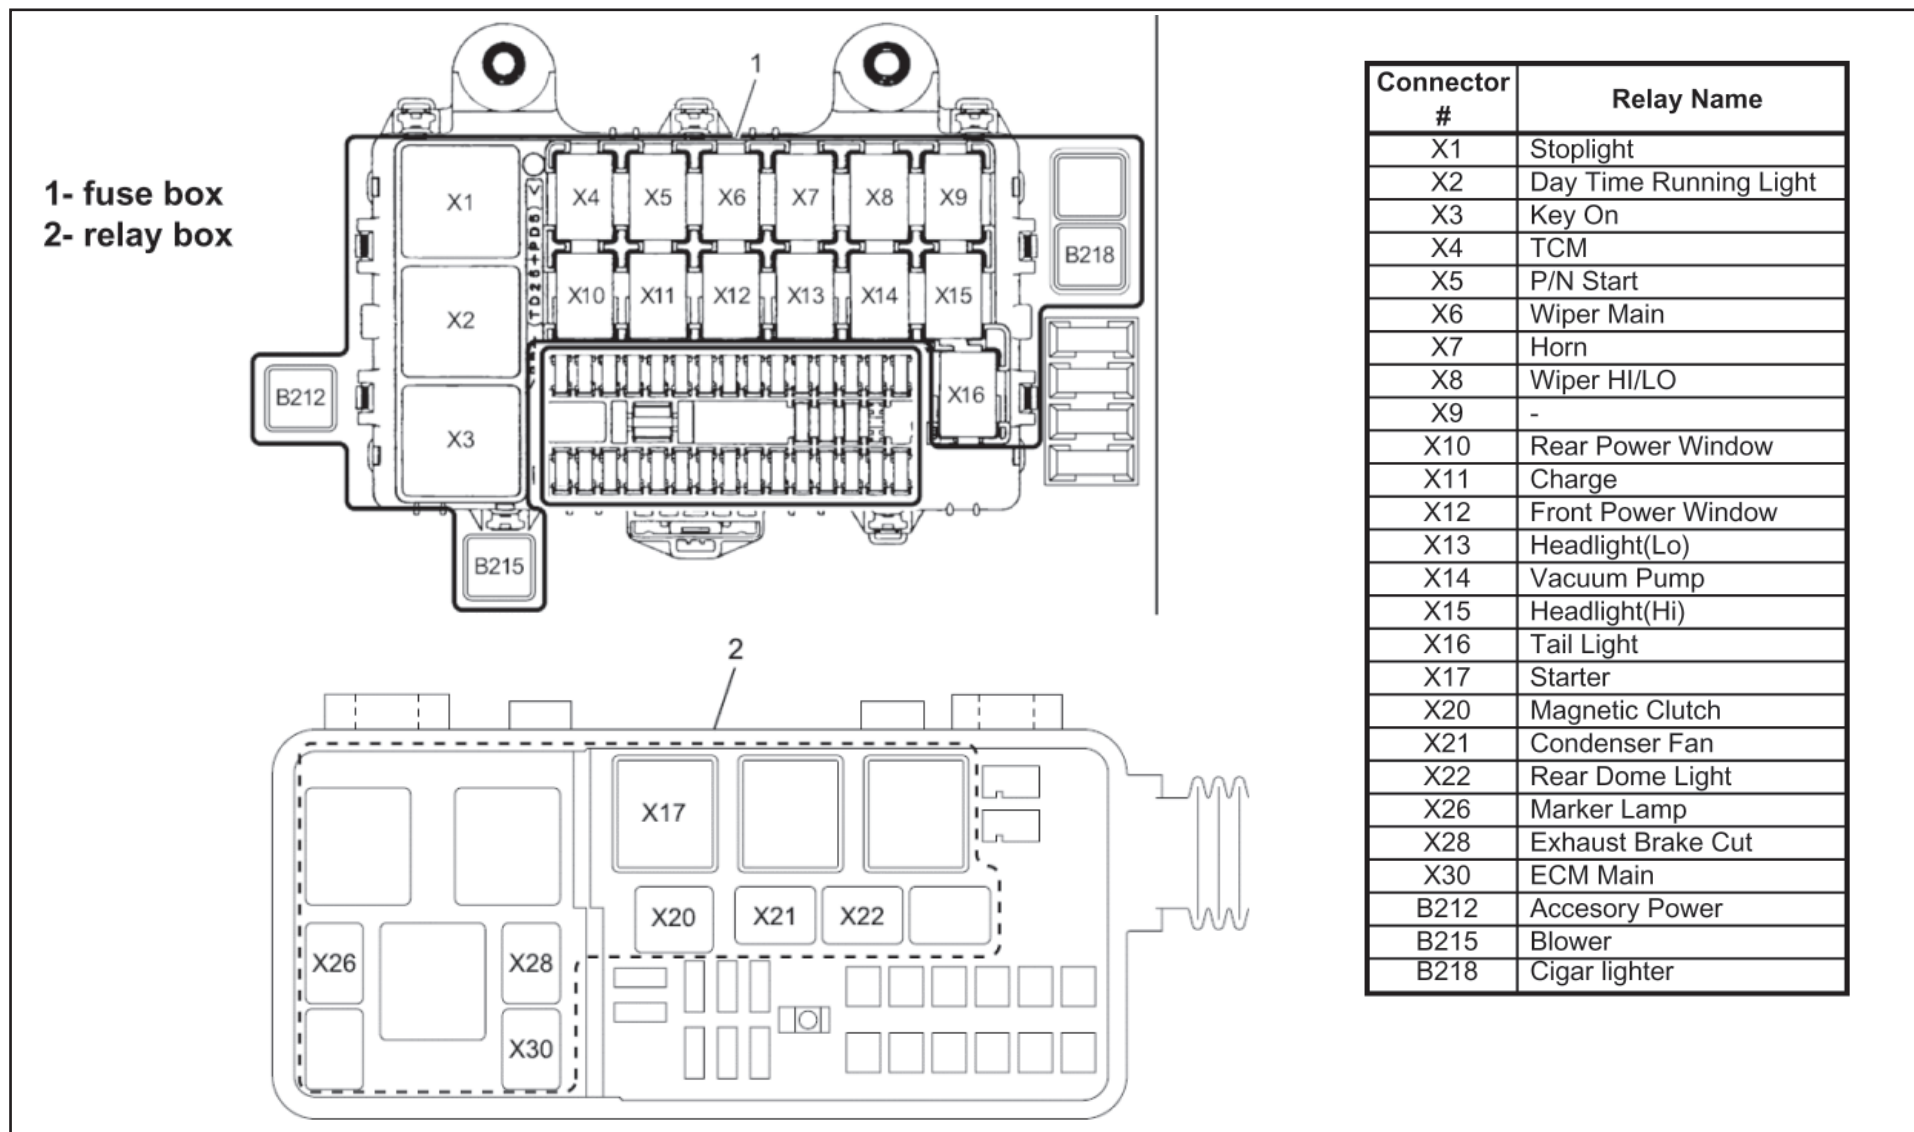 1
1- fuse box
2- relay box
X1
X4
X5
X6
X7
X8
X9
B218
X10
X11
X12
X13
X14
X15
X2
B212
X3
X16
B215
2
X17
X20
X21
X22
X26
X28
X30
Connector # Relay Name
X1 Stoplight
X2 Day Time Running Light
X3 Key On
X4 TCM
X5 P/N Start
X6 Wiper Main
X7 Horn
X8 Wiper HI/LO
X9 -
X10 Rear Power Window
X11 Charge
X12 Front Power Window
X13 Headlight(Lo)
X14 Vacuum Pump
X15 Headlight(Hi)
X16 Tail Light
X17 Starter
X20 Magnetic Clutch
X21 Condenser Fan
X22 Rear Dome Light
X26 Marker Lamp
X28 Exhaust Brake Cut
X30 ECM Main
B212 Accesory Power
B215 Blower
B218 Cigar lighter